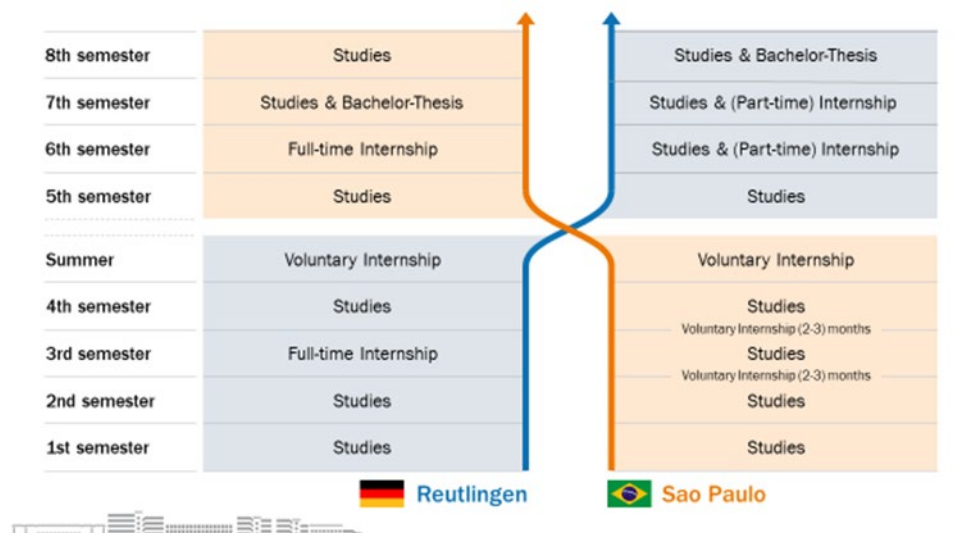 8th semester Studies Studies & Bachelor-Thesis
7th semester Studies & Bachelor-Thesis Studies & (Part-time) Internship
6th semester Full-time Internship Studies & (Part-time) Internship
5th semester Studies Studies
Summer Voluntary Internship Voluntary Internship
4th semester Studies Studies
Voluntary Internship (2-3) months
3rd semester Full-time Internship Studies
Voluntary Internship (2-3) months
2nd semester Studies Studies
1st semester Studies Studies
Reutlingen Sao Paulo